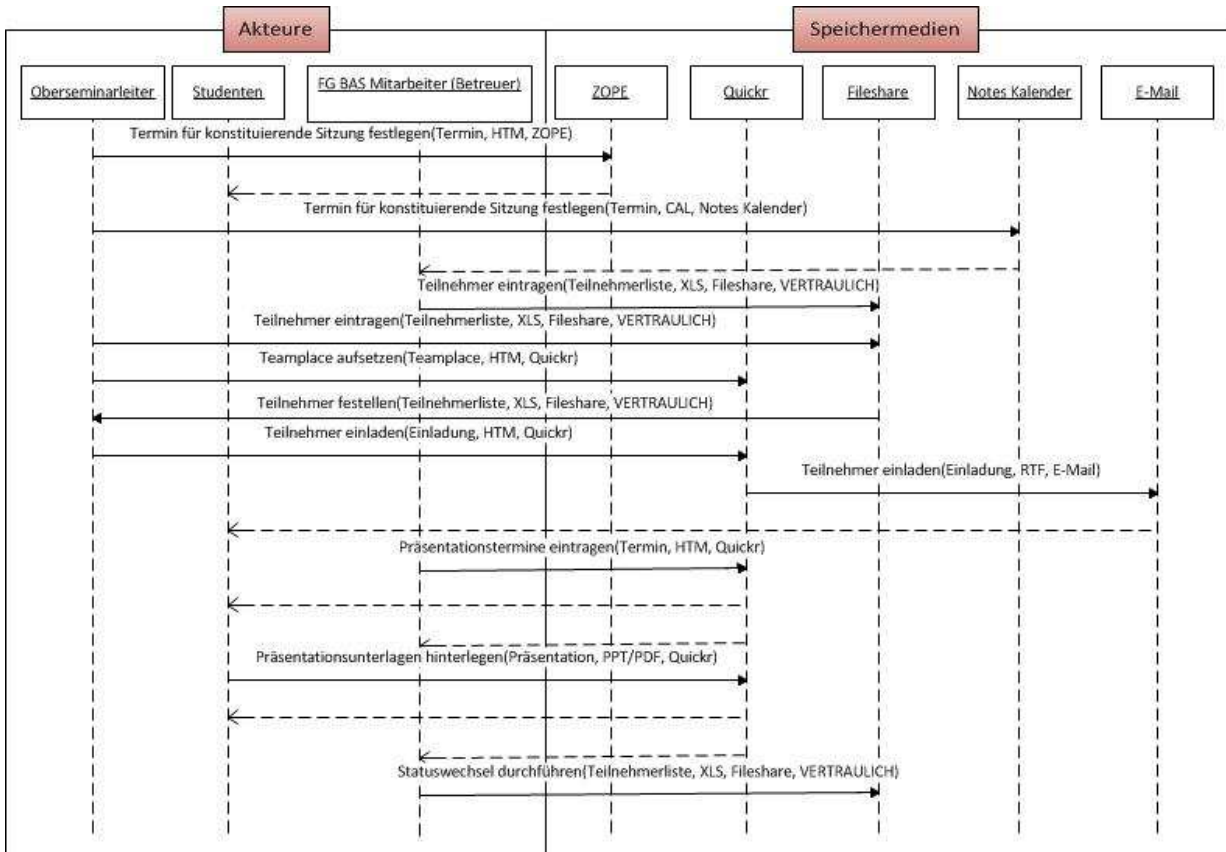 Akteure
Speichermedien
Oberseminarleiter
Studenten
FG BAS Mitarbeiter (Betreuer)
ZOPE
Quickr
Fileshare
Notes Kalender
E-Mail
Termin für konstituierende Sitzung festlegen(Termin, HTM, ZOPE)
Termin für konstituierende Sitzung festlegen(Termin, CAL, Notes Kalender)
Teilnehmer eintragen(Teilnehmerliste, XLS, Fileshare, VERTRAULICH)
Teilnehmer eintragen(Teilnehmerliste, XLS, Fileshare, VERTRAULICH)
Teamplace aufsetzen(Teamplace, HTM, Quickr)
Teilnehmer festellen(Teilnehmerliste, XLS, Fileshare, VERTRAULICH)
Teilnehmer einladen(Einladung, HTM, Quickr)
Teilnehmer einladen(Einladung, RTF, E-Mail)
Präsentationstermine eintragen(Termin, HTM, Quickr)
Präsentationsunterlagen hinterlegen(Präsentation, PPT/PDF, Quickr)
Statuswechsel durchführen(Teilnehmerliste, XLS, Fileshare, VERTRAULICH)